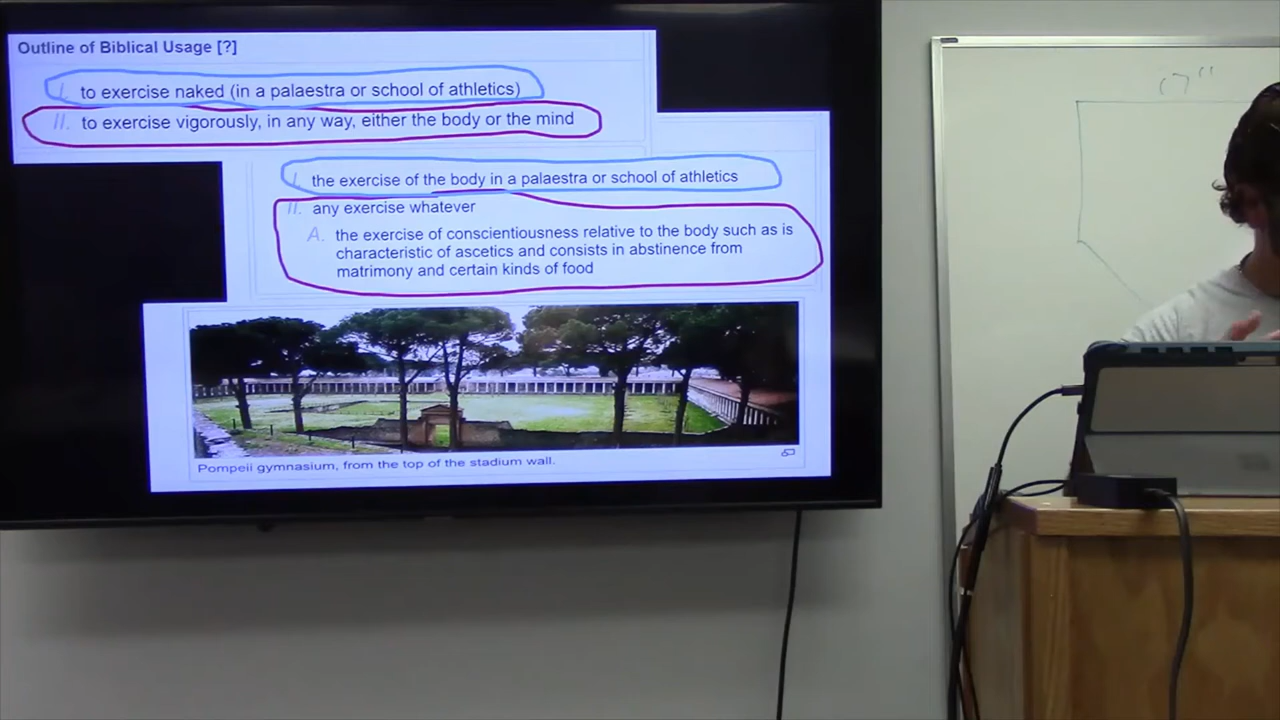 Outline of Biblical Usage [?]
I. to exercise naked (in a palaestra or school of athletics)
II. to exercise vigorously, in any way, either the body or the mind
I. the exercise of the body in a palaestra or school of athletics
II. any exercise whatever
A. the exercise of conscientiousness relative to the body such as is
characteristic of ascetics and consists in abstinence from
matrimony and certain kinds of food
Pompeii gymnasium, from the top of the stadium wall.